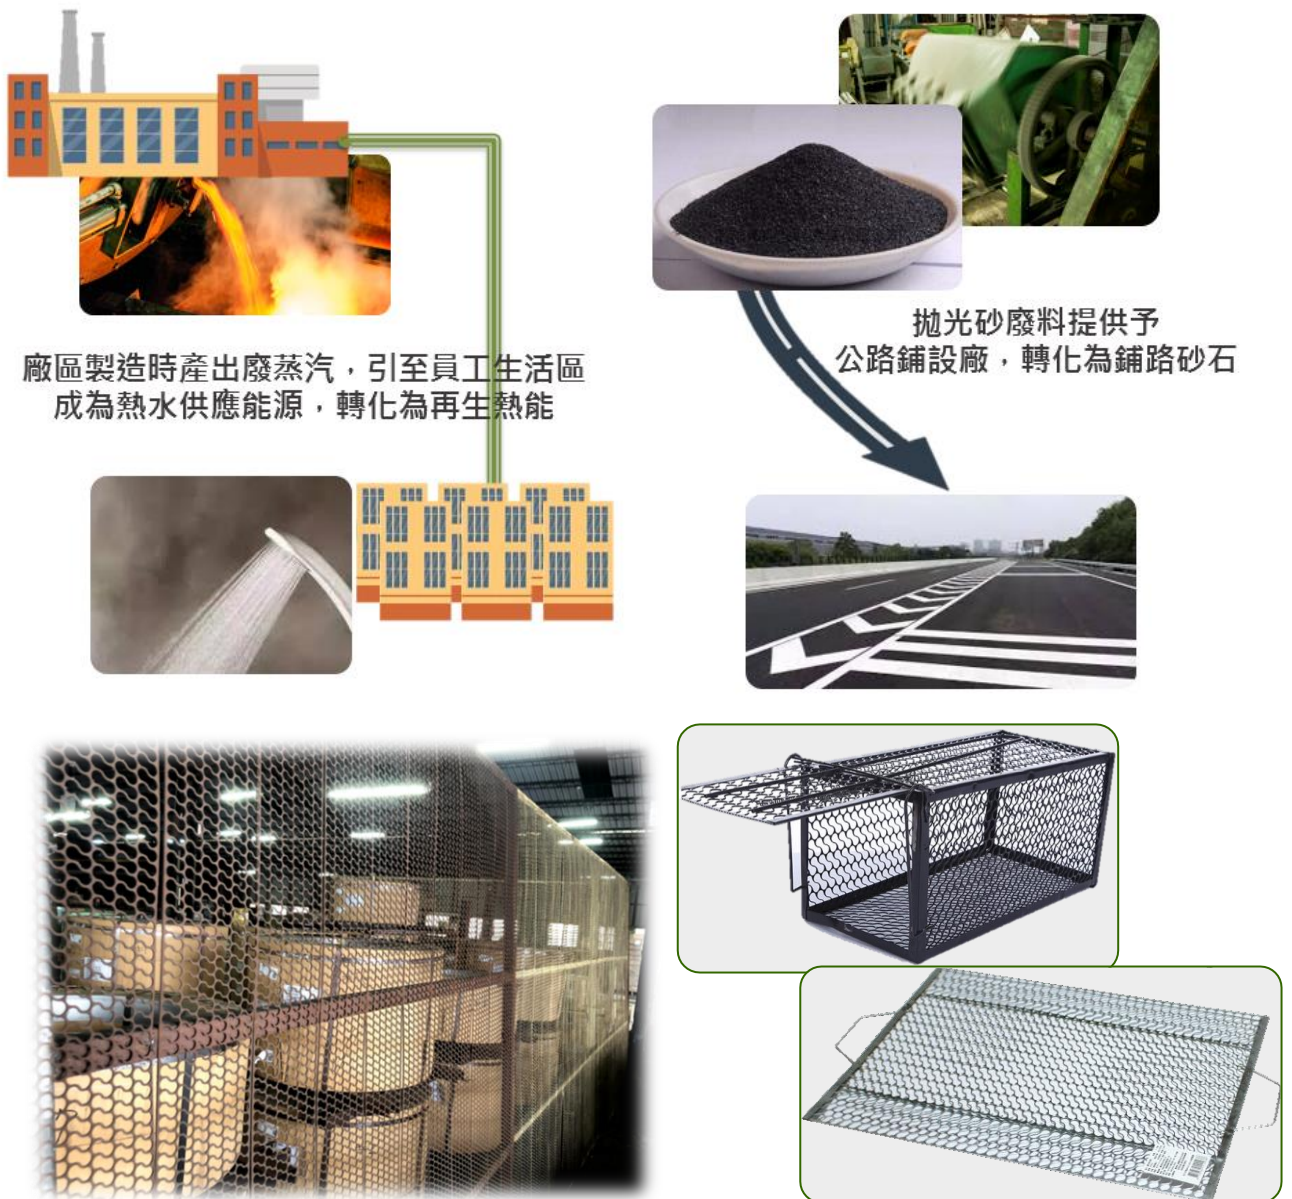 廠區製造時產出廢蒸汽，引至員工生活區
成為熱水供應能源，轉化為再生熱能
拋光砂廢料提供予
公路鋪設廠，轉化為鋪路砂石